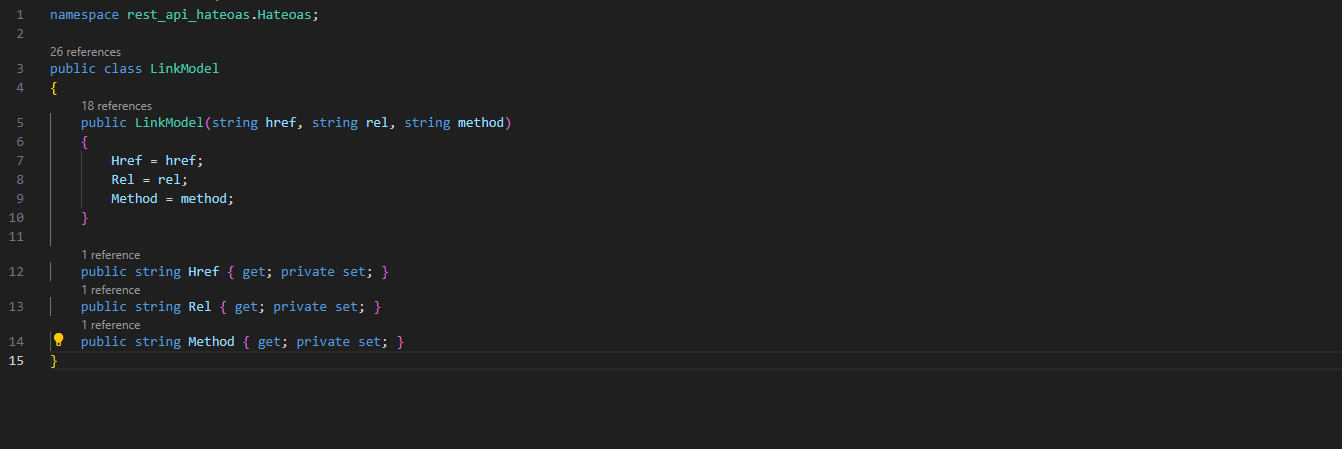 1 namespace rest_api_hateoas.Hateoas;
2
26 references
3 public class LinkModel
4 {
18 references
5 public LinkModel(string href, string rel, string method)
6 {
7 Href = href;
8 Rel = rel;
9 Method = method;
10 }
11
1 reference
12 public string Href { get; private set; }
1 reference
13 public string Rel { get; private set; }
1 reference
14 public string Method { get; private set; }
15 }